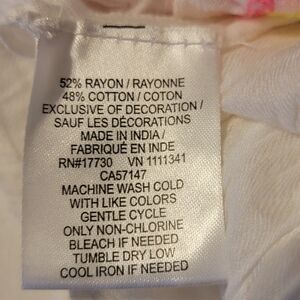 52% RAYON / RAYONNE
48% COTTON / COTON
EXCLUSIVE OF DECORATION /
SAUF LES DÉCORATIONS
MADE IN INDIA /
FABRIQUÉ EN INDE
RN#17730 VN 1111341
CA57147
MACHINE WASH COLD
WITH LIKE COLORS
GENTLE CYCLE
ONLY NON-CHLORINE
BLEACH IF NEEDED
TUMBLE DRY LOW
COOL IRON IF NEEDED